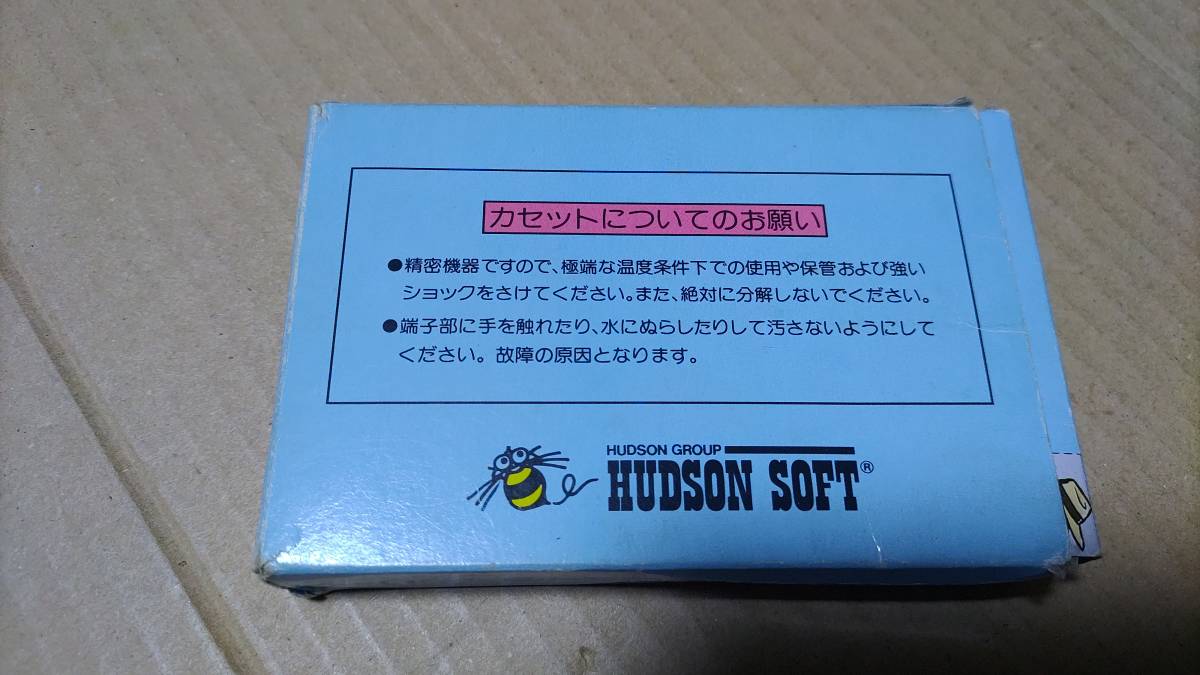 カセットについてのお願い
●精密機器ですので、極端な温度条件下での使用や保管および強い
ショックをさけてください。また、絶対に分解しないでください。
●端子部に手を触れたり、水にぬらしたりして汚さないようにして
ください。故障の原因となります。
HUDSON GROUP
HUDSON SOFT®